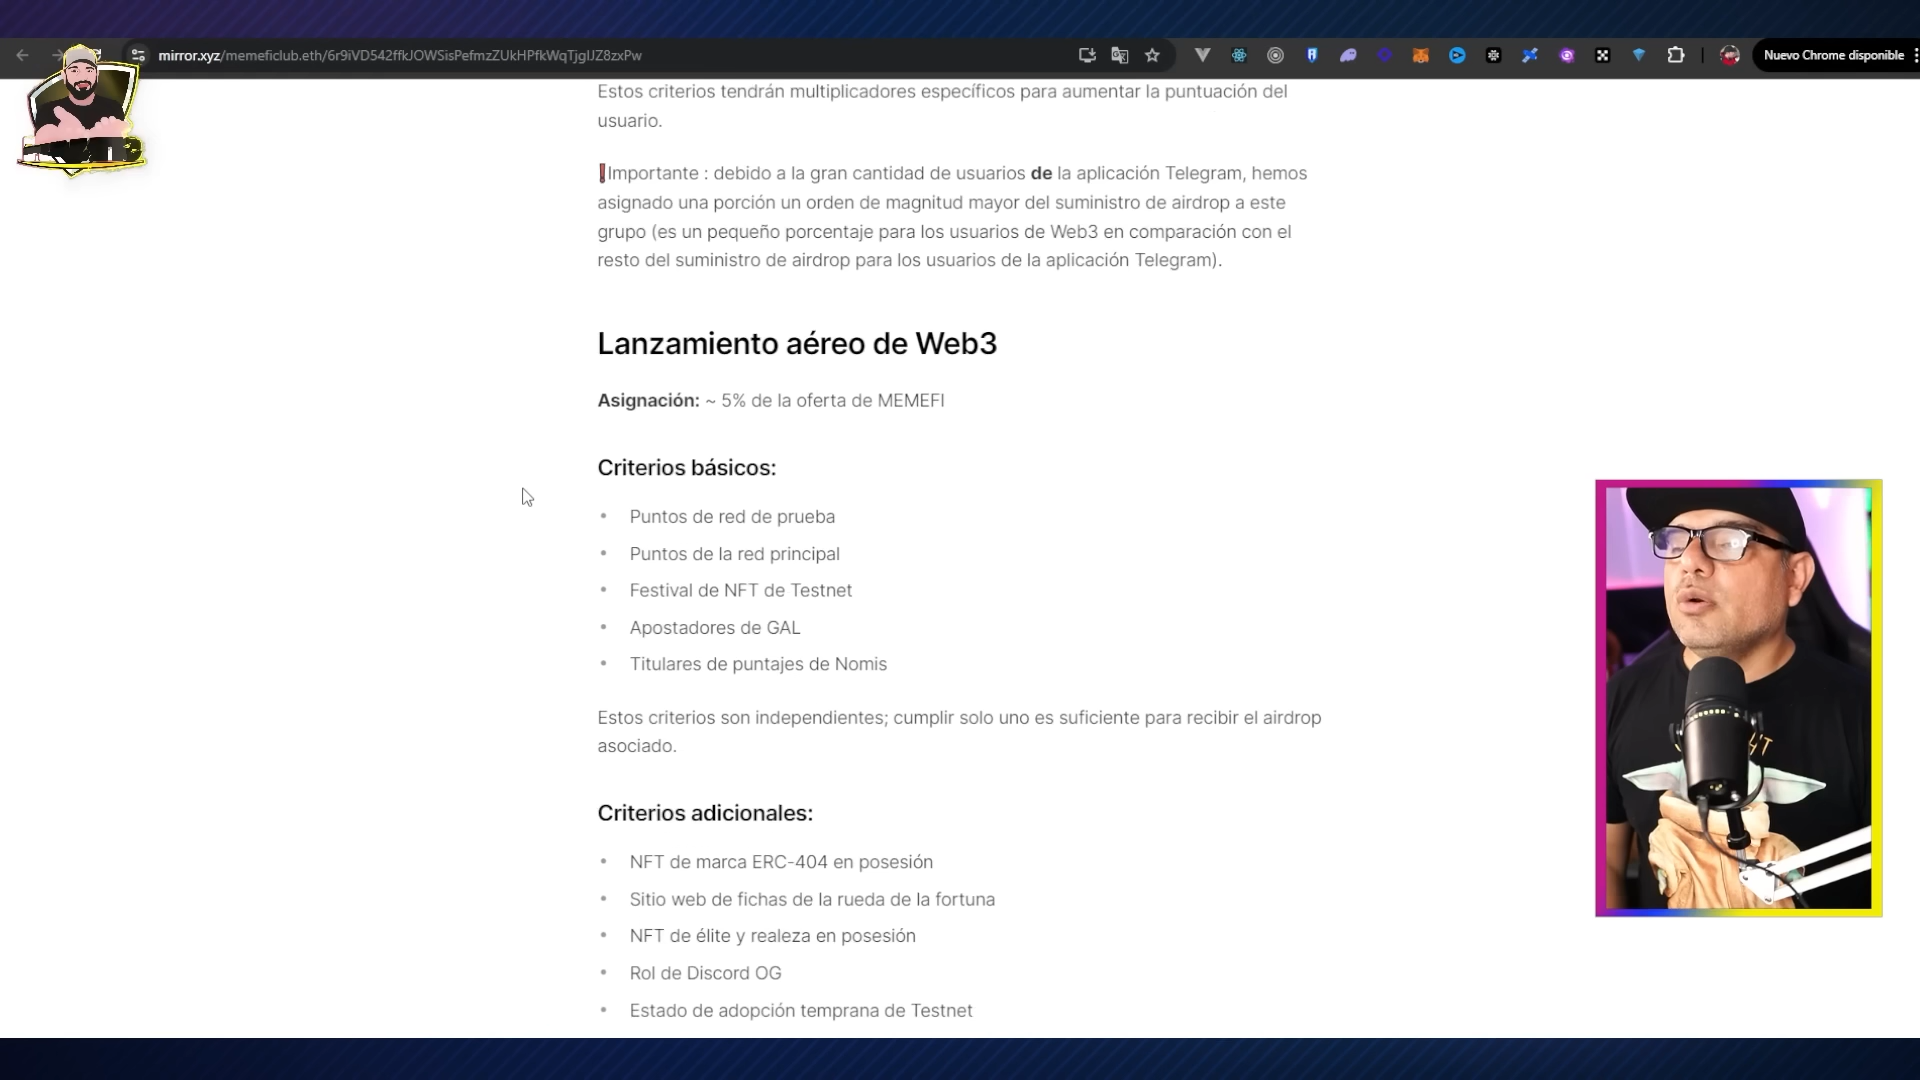 mirror.xyz/memeficlub.eth/6r9iVD542ffkJOWSisPefmzZUkHPfkWqTjgIJZ8zxPw
Nuevo Chrome disponible
Estos criterios tendrán multiplicadores específicos para aumentar la puntuación del
usuario.
❗Importante : debido a la gran cantidad de usuarios de la aplicación Telegram, hemos
asignado una porción un orden de magnitud mayor del suministro de airdrop a este
grupo (es un pequeño porcentaje para los usuarios de Web3 en comparación con el
resto del suministro de airdrop para los usuarios de la aplicación Telegram).
Lanzamiento aéreo de Web3
Asignación: ~ 5% de la oferta de MEMEFI
Criterios básicos:
• Puntos de red de prueba
• Puntos de la red principal
• Festival de NFT de Testnet
• Apostadores de GAL
• Titulares de puntajes de Nomis
Estos criterios son independientes; cumplir solo uno es suficiente para recibir el airdrop
asociado.
Criterios adicionales:
• NFT de marca ERC-404 en posesión
• Sitio web de fichas de la rueda de la fortuna
• NFT de élite y realeza en posesión
• Rol de Discord OG
• Estado de adopción temprana de Testnet